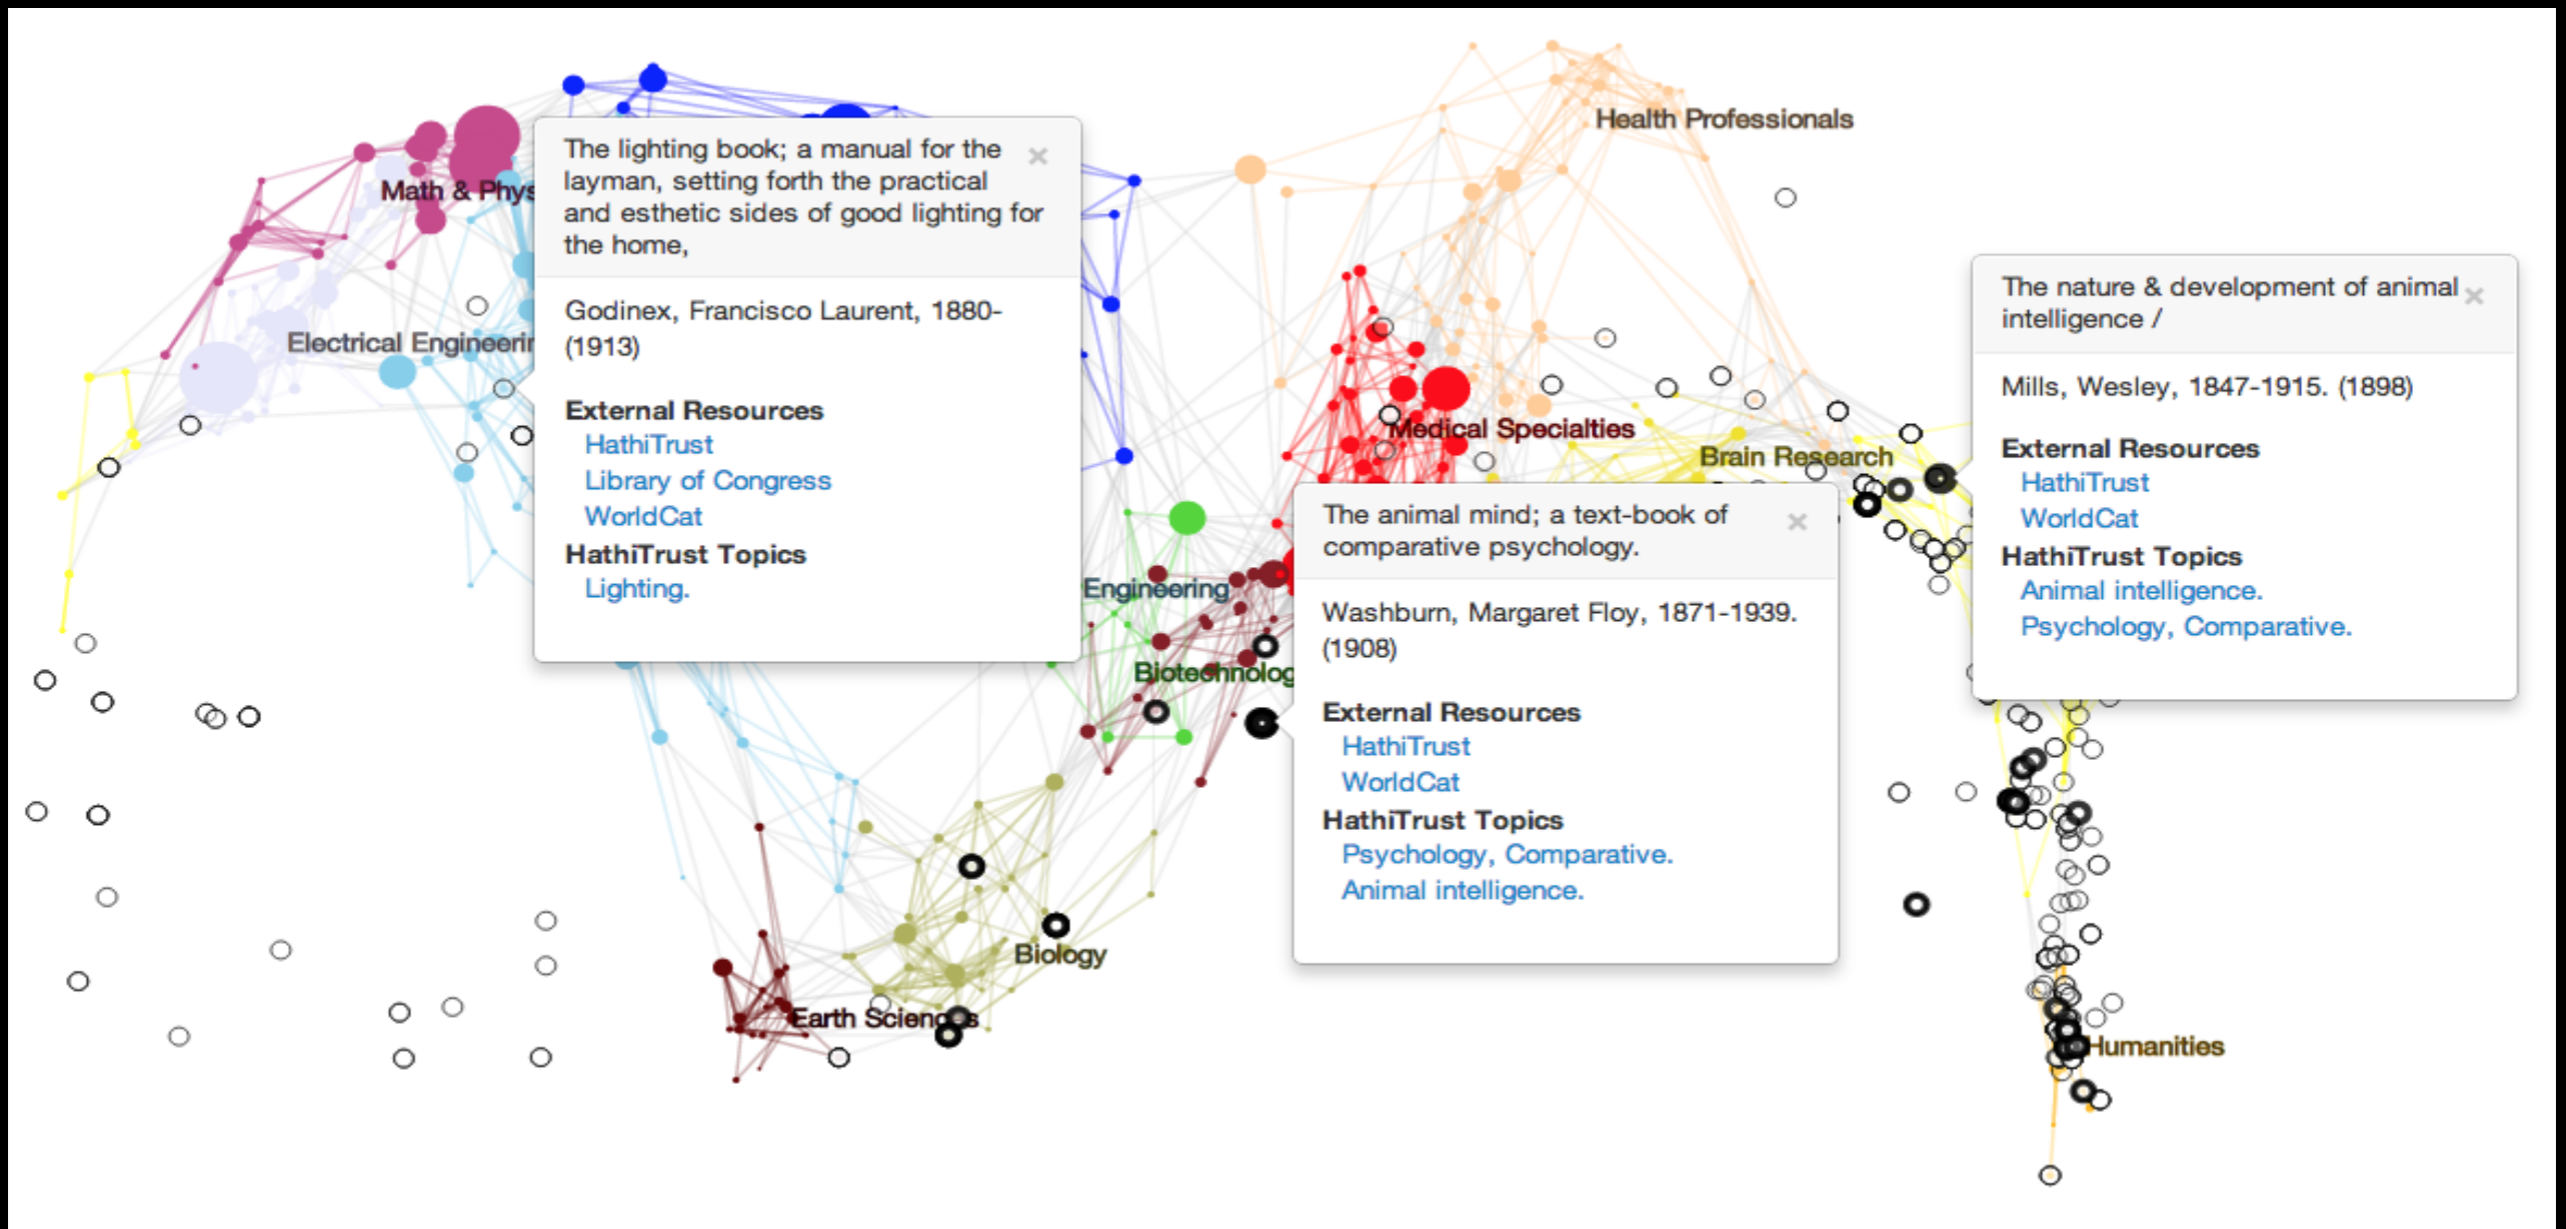 Health Professionals
The lighting book; a manual for the
layman, setting forth the practical
and esthetic sides of good lighting for
the home,
×
Godinex, Francisco Laurent, 1880-
(1913)
External Resources
HathiTrust
Library of Congress
WorldCat
HathiTrust Topics
Lighting.
Math & Phys
Electrical Engineerin
The nature & development of animal
intelligence /
×
Mills, Wesley, 1847-1915. (1898)
External Resources
HathiTrust
WorldCat
HathiTrust Topics
Animal intelligence.
Psychology, Comparative.
Medical Specialties
Brain Research
The animal mind; a text-book of
comparative psychology.
×
Washburn, Margaret Floy, 1871-1939.
(1908)
External Resources
HathiTrust
WorldCat
HathiTrust Topics
Psychology, Comparative.
Animal intelligence.
Engineering
Biotechnolog
Biology
Earth Sciences
Humanities